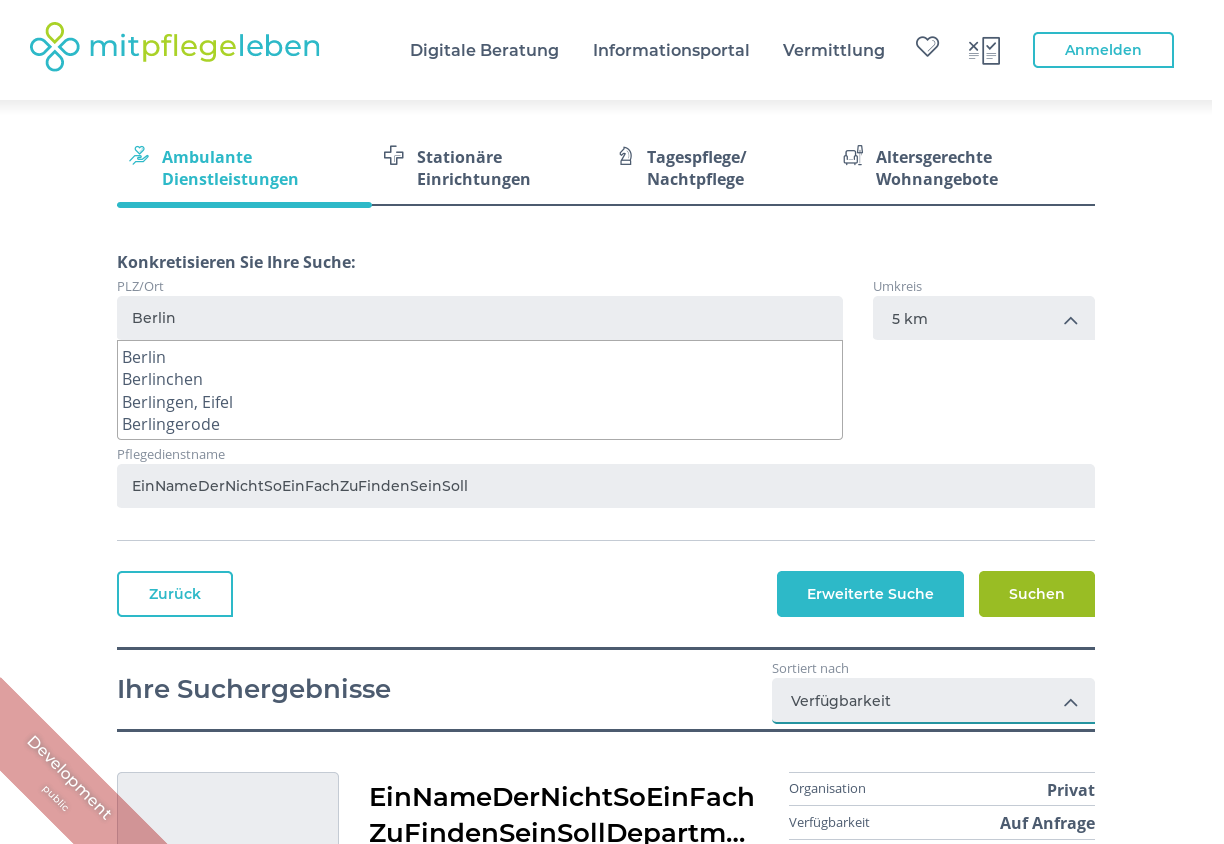 mitpflegeleben
Digitale Beratung
Informationsportal
Vermittlung
Anmelden
Ambulante
Dienstleistungen
Stationäre
Einrichtungen
Tagespflege/
Nachtpflege
Altersgerechte
Wohnangebote
Konkretisieren Sie Ihre Suche:
PLZ/Ort
Umkreis
Berlin
5 km
Berlin
Berlinchen
Berlingen, Eifel
Berlingerode
Pflegedienstname
EinNameDerNichtSoEinFachZuFindenSeinSoll
Zurück
Erweiterte Suche
Suchen
Ihre Suchergebnisse
Sortiert nach
Verfügbarkeit
EinNameDerNichtSoEinFach
ZuFindenSeinSollDepartm...
Organisation
Privat
Verfügbarkeit
Auf Anfrage
Development
public